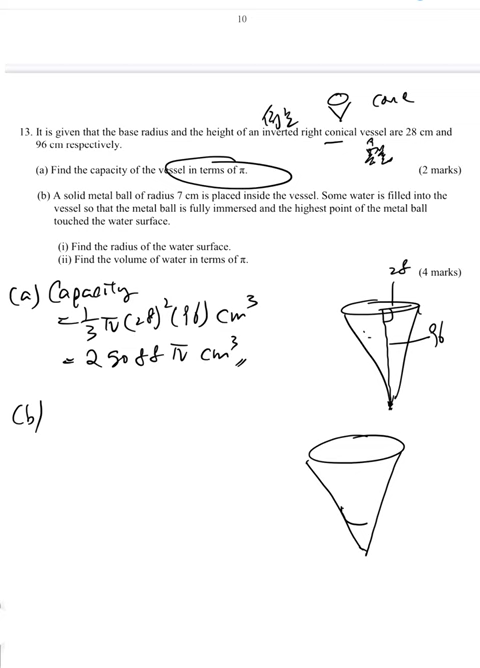 10
cone
13. It is given that the base radius and the height of an inverted right conical vessel are 28 cm and
96 cm respectively.
(a) Find the capacity of the vessel in terms of π. (2 marks)
(b) A solid metal ball of radius 7 cm is placed inside the vessel. Some water is filled into the
vessel so that the metal ball is fully immersed and the highest point of the metal ball
touched the water surface.
(i) Find the radius of the water surface.
(ii) Find the volume of water in terms of π.
(4 marks)
28
(a) Capacity
= 1/3 π (28)² (96) cm³
= 25088 π cm³
96
(b)